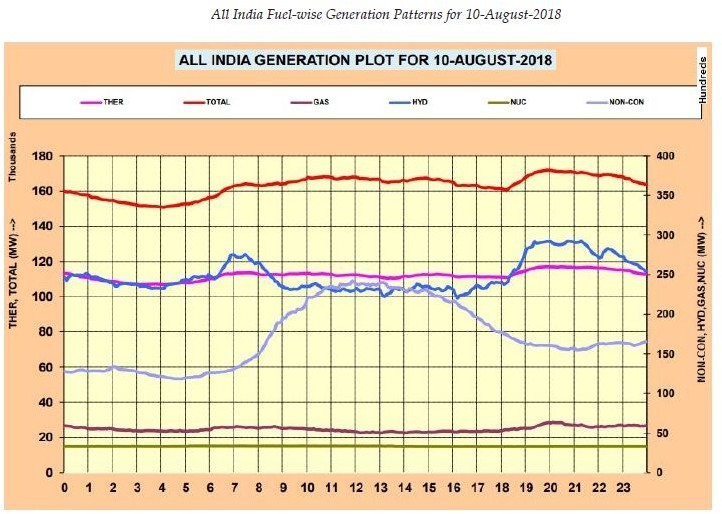 All India Fuel-wise Generation Patterns for 10-August-2018
ALL INDIA GENERATION PLOT FOR 10-AUGUST-2018
Hundreds
THER TOTAL GAS HYD NUC NON-CON
Thousands
THER, TOTAL (MW) -->
180
160
140
120
100
80
60
40
20
0
400
350
300
250
200
150
100
50
0
NON-CON, HYD,GAS,NUC (MW) -->
0 1 2 3 4 5 6 7 8 9 10 11 12 13 14 15 16 17 18 19 20 21 22 23